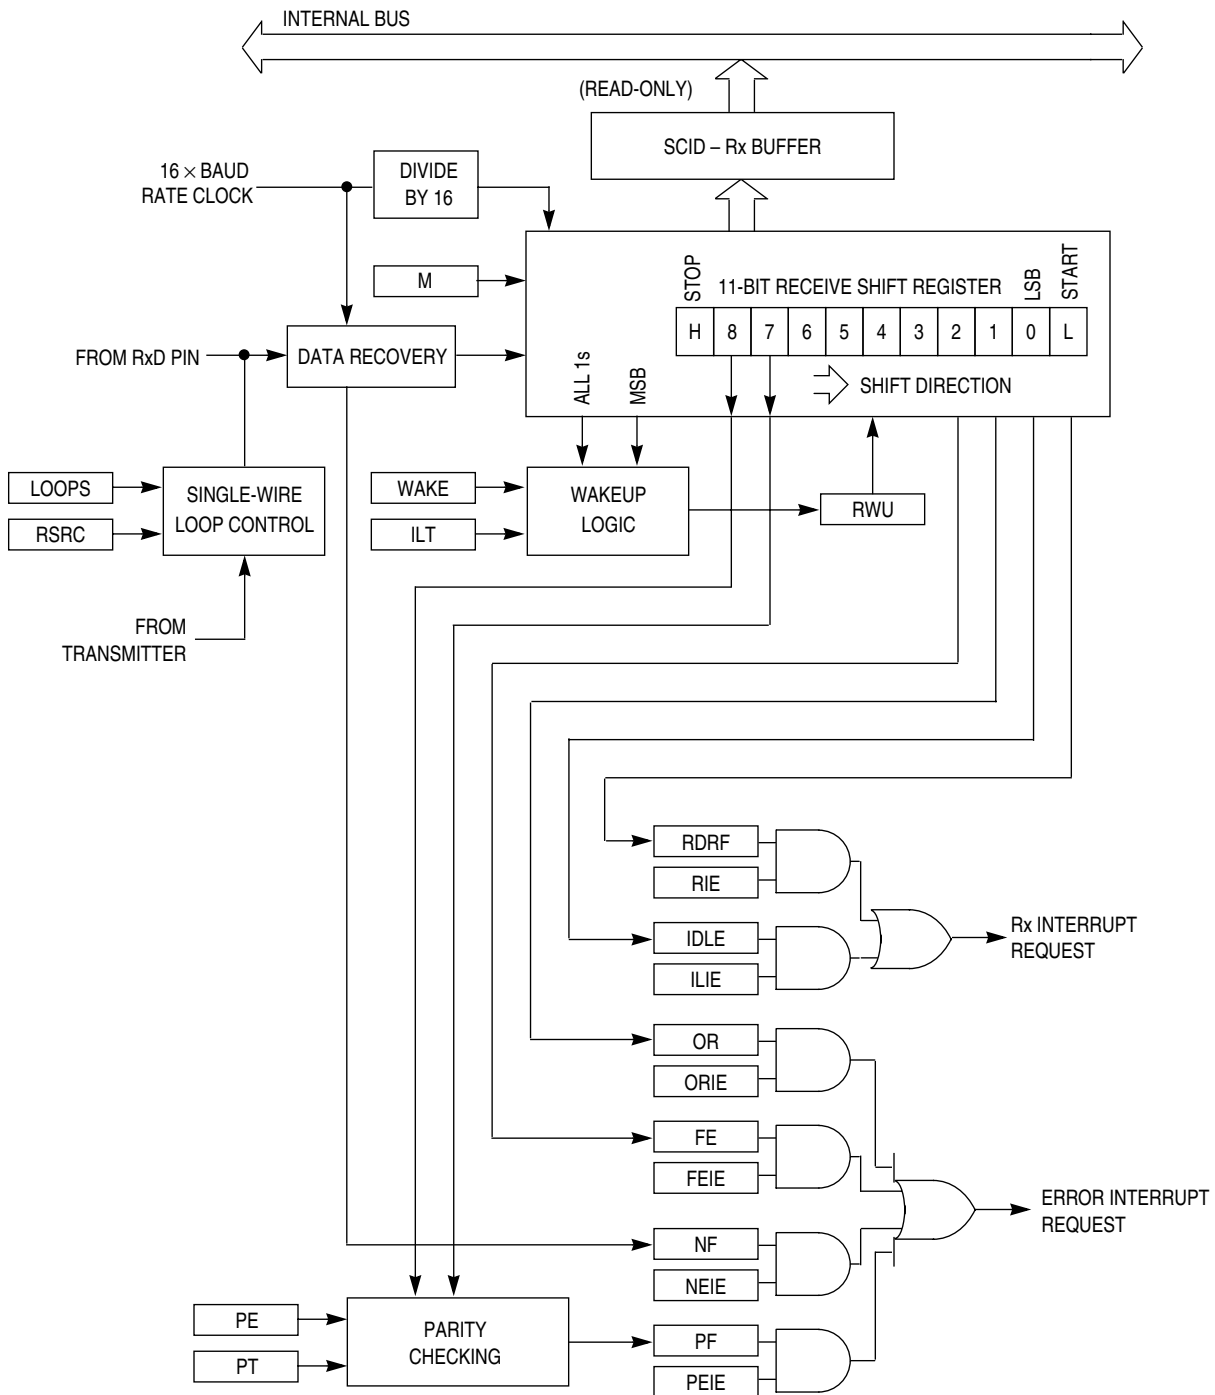 INTERNAL BUS
(READ-ONLY)
SCID – Rx BUFFER
16 × BAUD
RATE CLOCK
DIVIDE
BY 16
M
STOP
11-BIT RECEIVE SHIFT REGISTER
LSB
START
H 8 7 6 5 4 3 2 1 0 L
FROM RxD PIN
DATA RECOVERY
ALL 1s
MSB
SHIFT DIRECTION
LOOPS
RSRC
SINGLE-WIRE
LOOP CONTROL
WAKE
ILT
WAKEUP
LOGIC
RWU
FROM
TRANSMITTER
RDRF
RIE
IDLE
ILIE
Rx INTERRUPT
REQUEST
OR
ORIE
FE
FEIE
ERROR INTERRUPT
REQUEST
NF
NEIE
PE
PT
PARITY
CHECKING
PF
PEIE